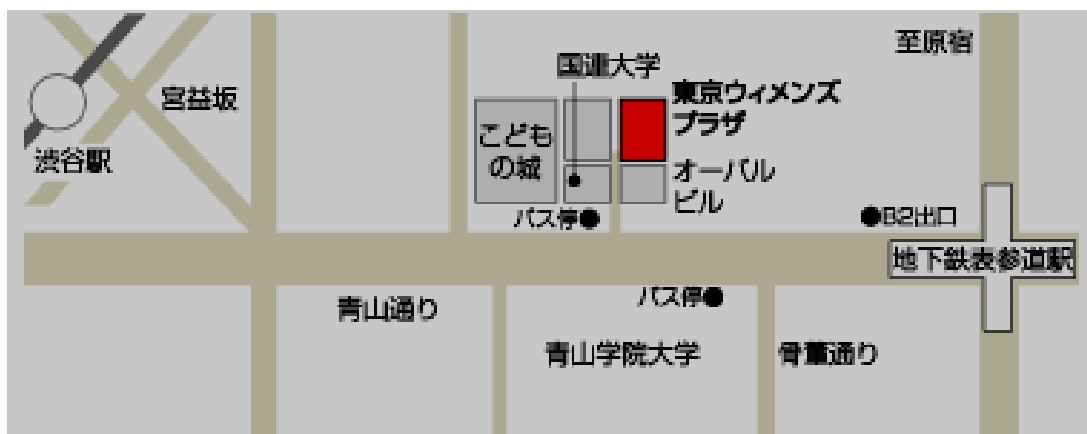 至原宿
国連大学
宮益坂
東京ウィメンズ
プラザ
こども
の城
渋谷駅
オーバル
ビル
バス停
B2出口
地下鉄表参道駅
バス停
青山通り
青山学院大学
骨董通り